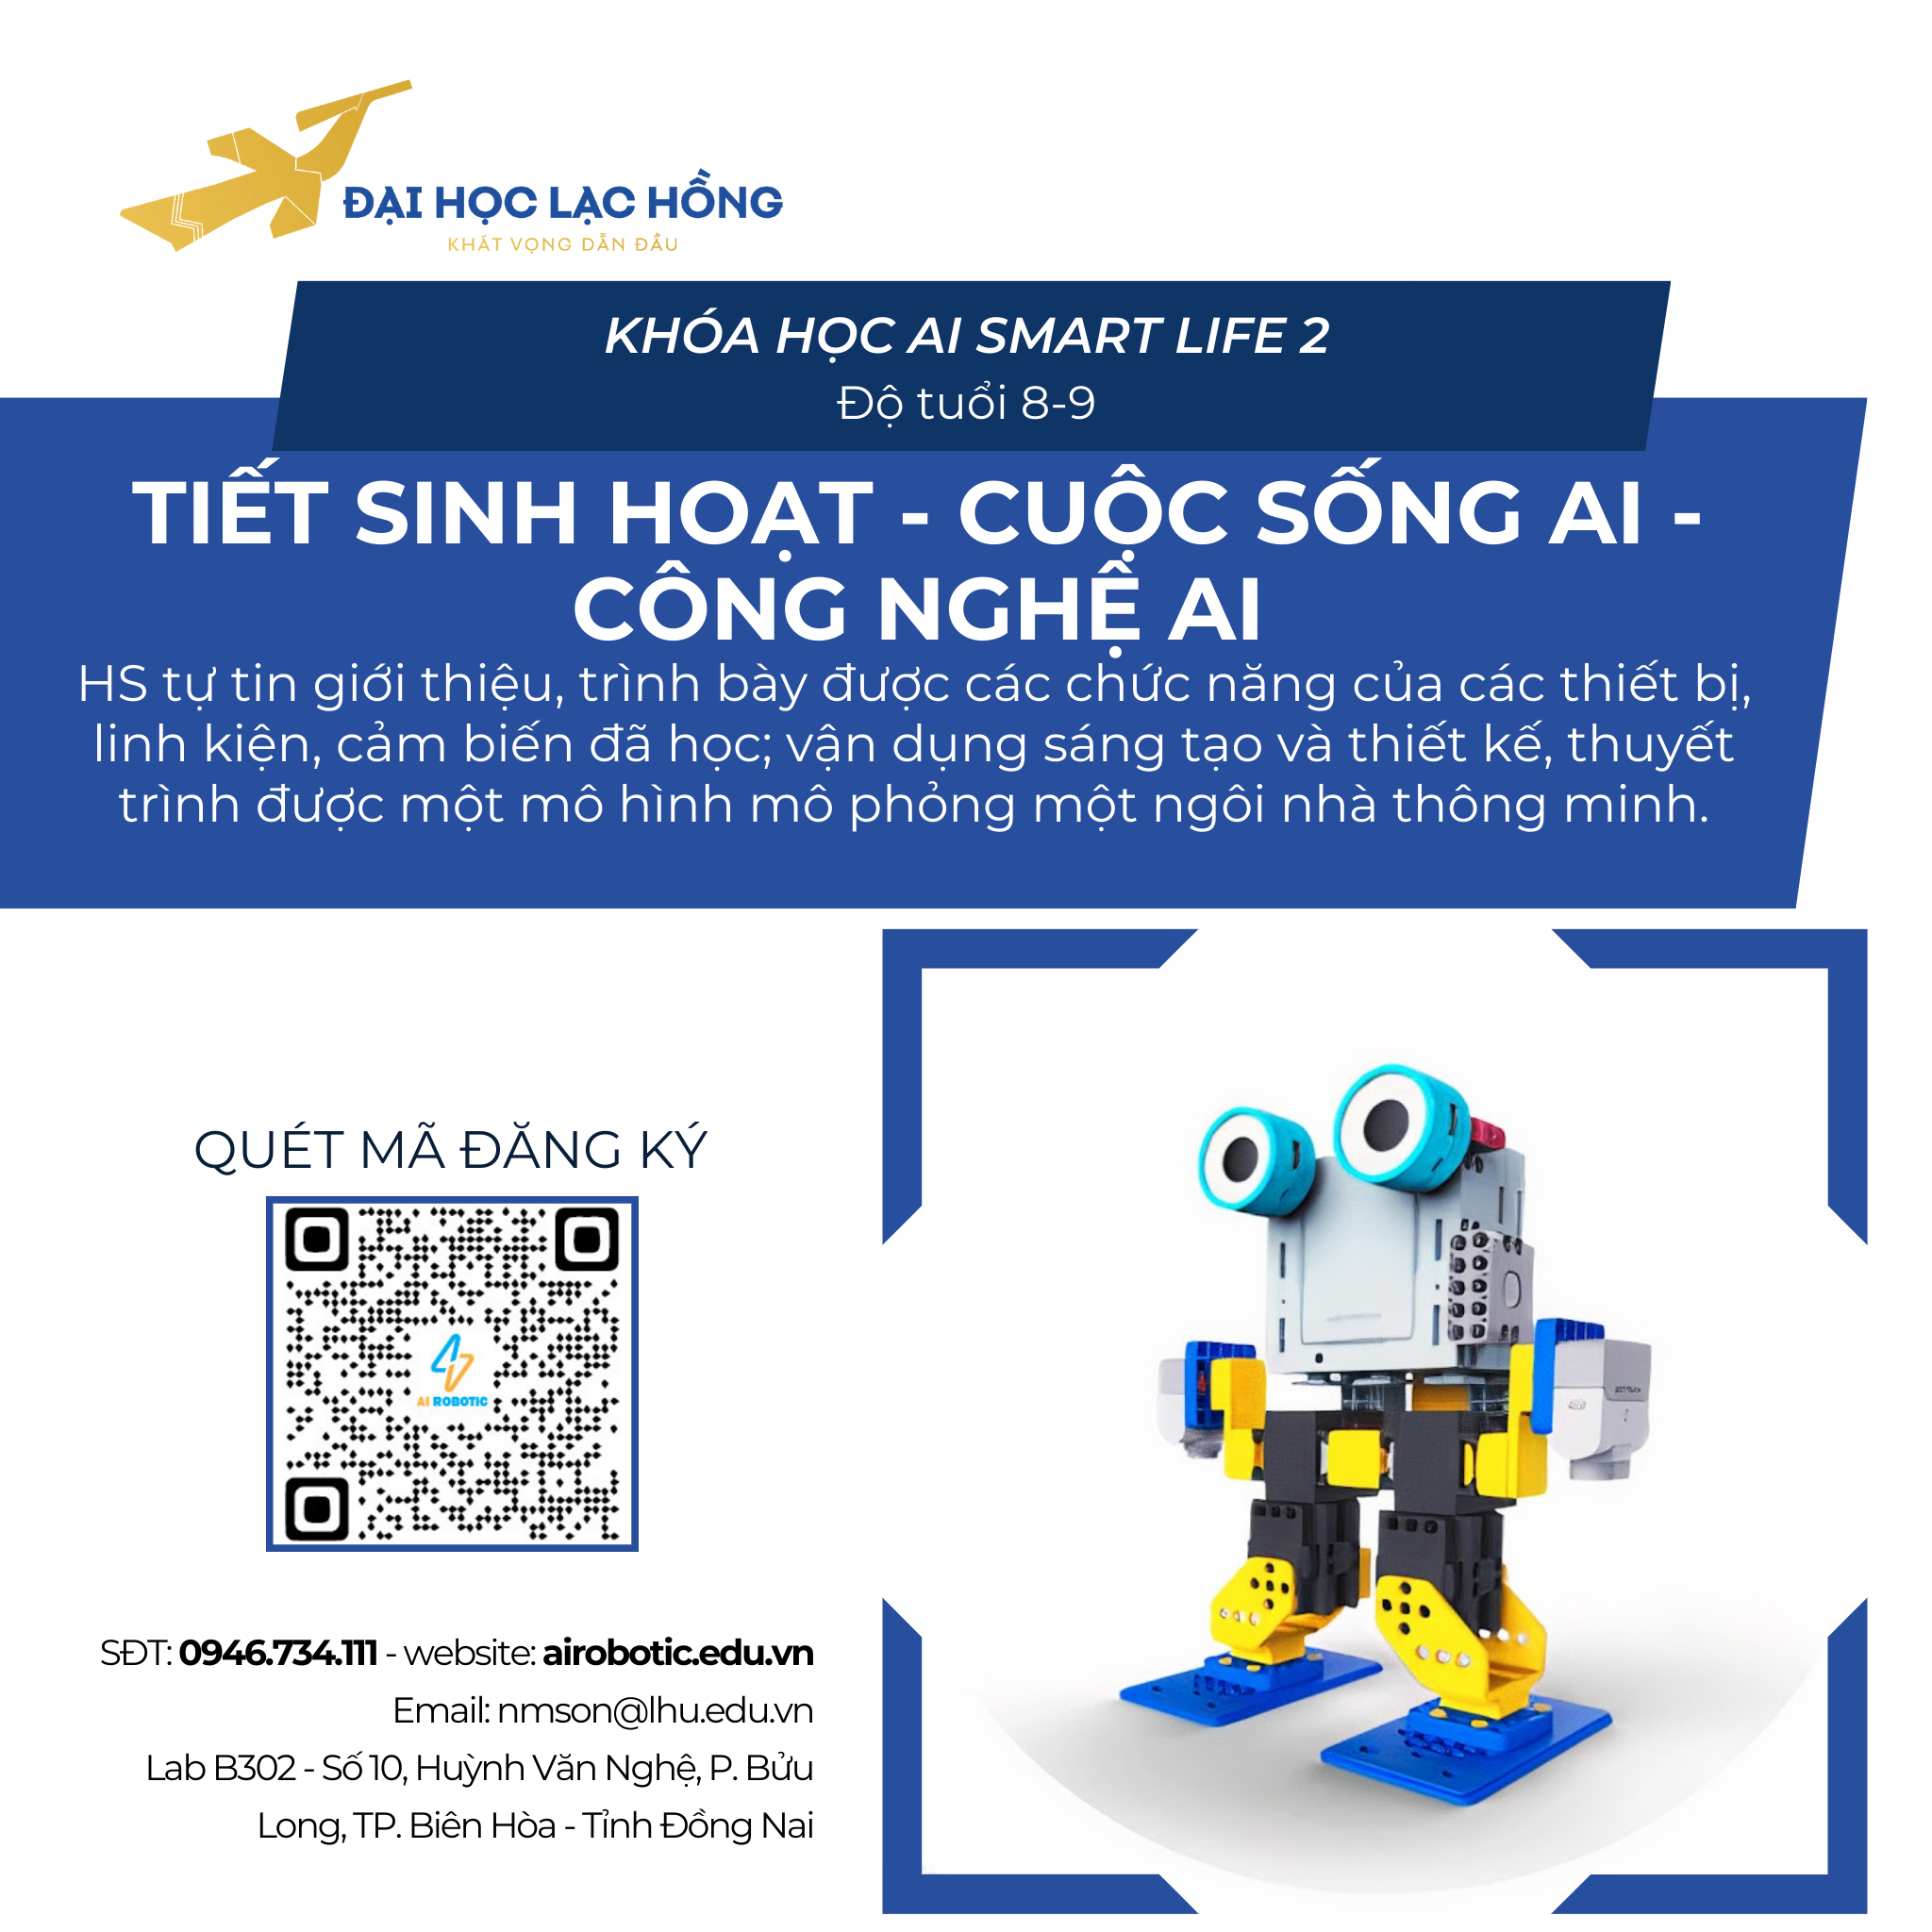 ĐẠI HỌC LẠC HỒNG
KHÁT VỌNG DẪN ĐẦU
KHÓA HỌC AI SMART LIFE 2
Độ tuổi 8-9
TIẾT SINH HOẠT - CUỘC SỐNG AI -
CÔNG NGHỆ AI
HS tự tin giới thiệu, trình bày được các chức năng của các thiết bị,
linh kiện, cảm biến đã học; vận dụng sáng tạo và thiết kế, thuyết
trình được một mô hình mô phỏng một ngôi nhà thông minh.
QUÉT MÃ ĐĂNG KÝ
AI ROBOTIC
SĐT: 0946.734.111 - website: airobotic.edu.vn
Email: nmson@lhu.edu.vn
Lab B302 - Số 10, Huỳnh Văn Nghệ, P. Bửu
Long, TP. Biên Hòa - Tỉnh Đồng Nai